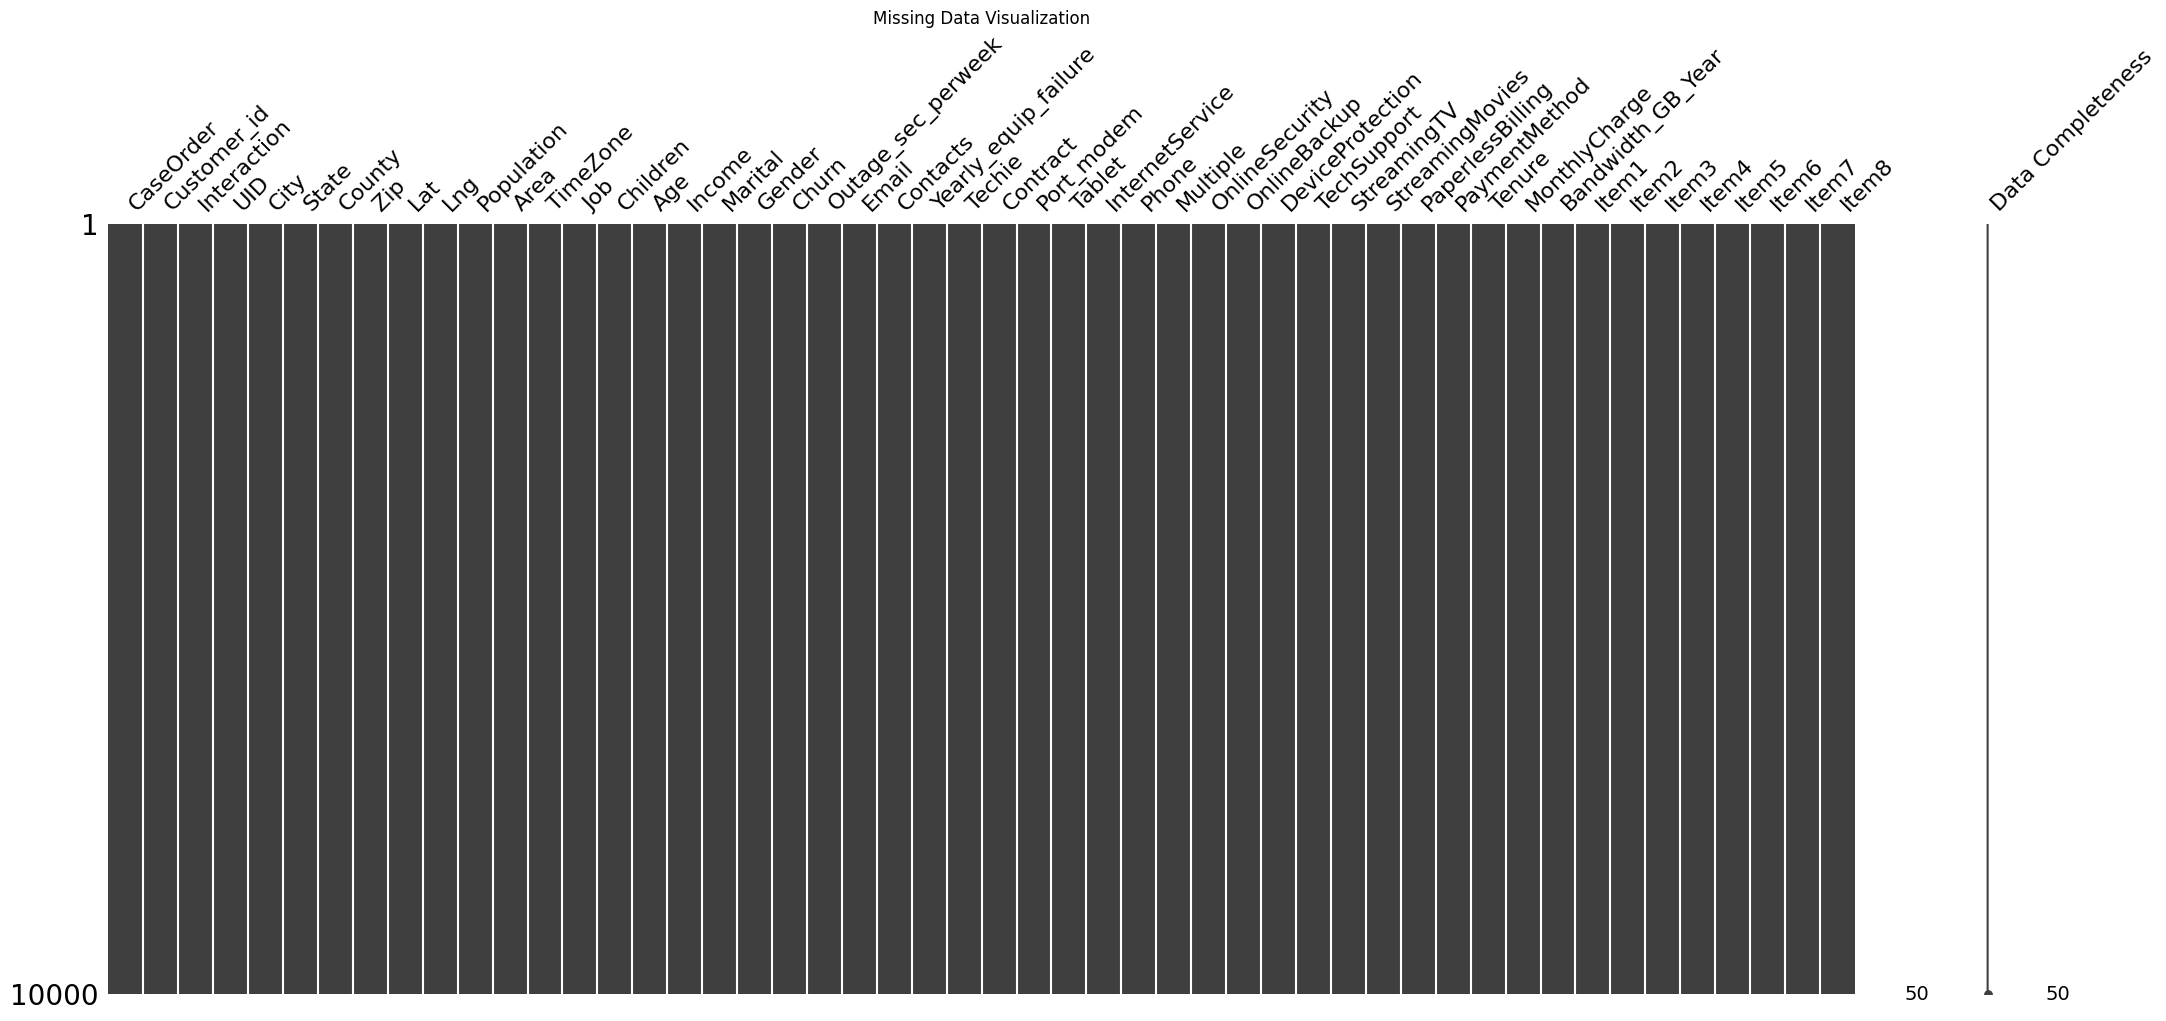 Missing Data Visualization
CaseOrder
Customer_id
Interaction
UID
City
State
County
Zip
Lat
Lng
Population
Area
TimeZone
Job
Children
Age
Income
Marital
Gender
Churn
Outage_sec_perweek
Email
Contacts
Yearly_equip_failure
Techie
Contract
Port_modem
Tablet
InternetService
Phone
Multiple
OnlineSecurity
OnlineBackup
DeviceProtection
TechSupport
StreamingTV
StreamingMovies
PaperlessBilling
PaymentMethod
Tenure
MonthlyCharge
Bandwidth_GB_Year
Item1
Item2
Item3
Item4
Item5
Item6
Item7
Item8
Data Completeness
1
10000
50
50